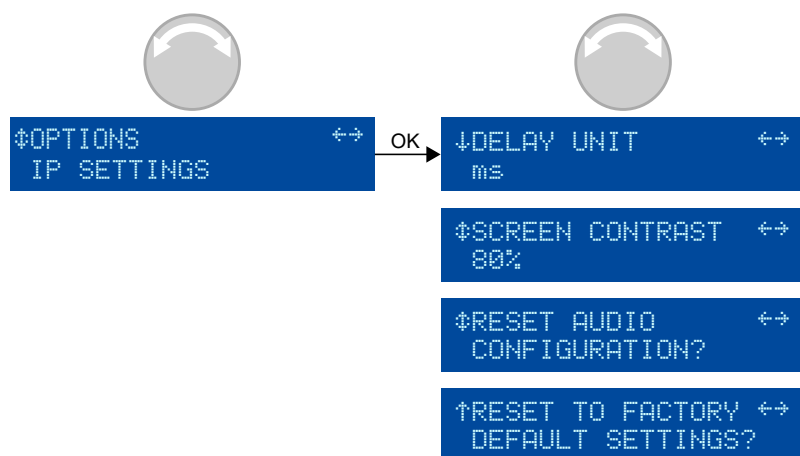 ↕OPTIONS ↔
IP SETTINGS
OK
↓DELAY UNIT ↔
ms
↕SCREEN CONTRAST ↔
80%
↕RESET AUDIO ↔
CONFIGURATION?
↑RESET TO FACTORY ↔
DEFAULT SETTINGS?